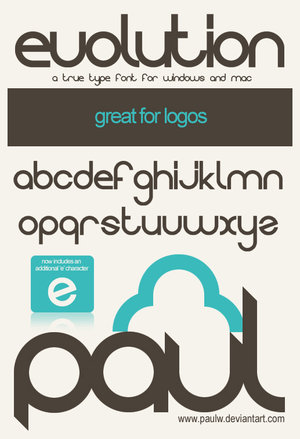 evolution
a true type font for windows and mac
great for logos
abcdefghijklmn
opqrstuvwxyz
now includes an
additional 'e' character
e
paul
www.paulw.deviantart.com